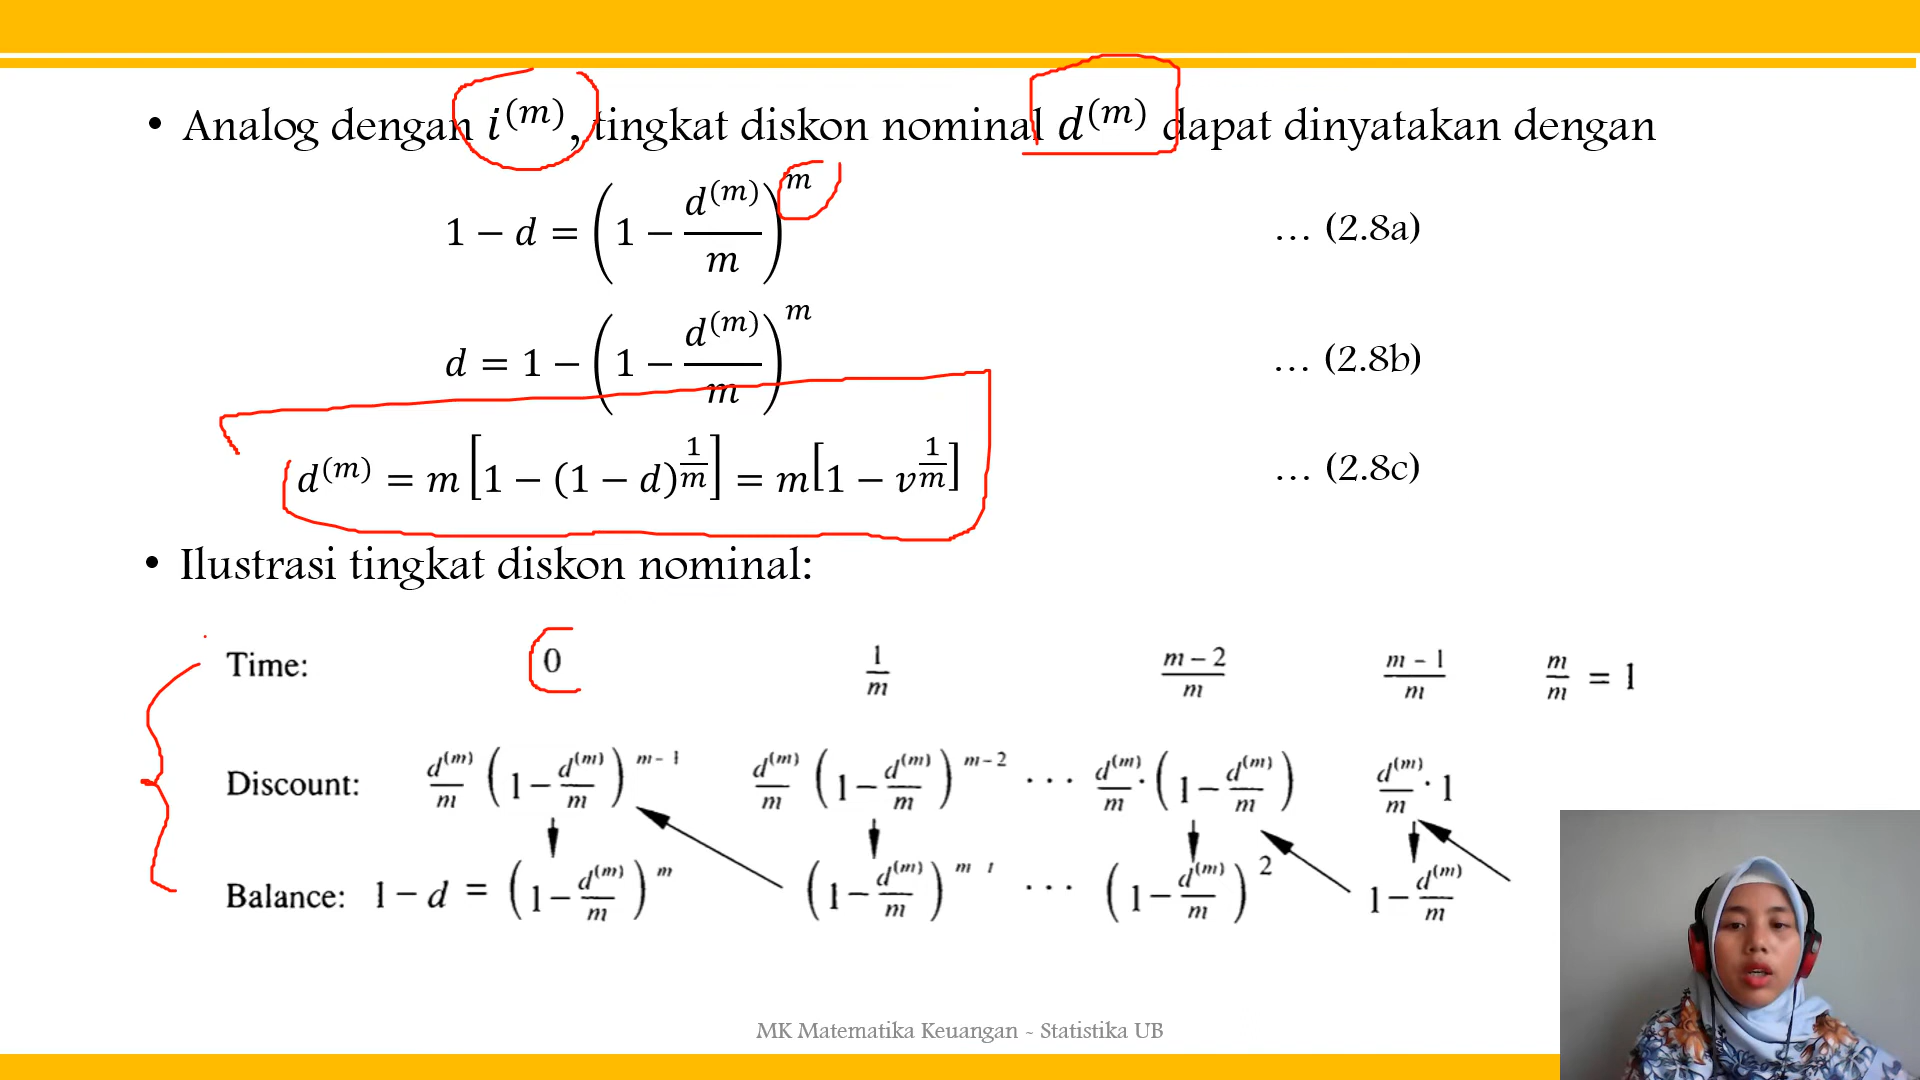 • Analog dengan i^(m), tingkat diskon nominal d^(m) dapat dinyatakan dengan
1 − d = (1 − d^(m)/m)^m … (2.8a)
d = 1 − (1 − d^(m)/m)^m … (2.8b)
d^(m) = m[1 − (1 − d)^(1/m)] = m[1 − v^(1/m)] … (2.8c)
• Ilustrasi tingkat diskon nominal:
Time: 0 1/m m − 2/m m − 1/m m/m = 1
Discount: d^(m)/m (1 − d^(m)/m)^(m−1) d^(m)/m (1 − d^(m)/m)^(m−2) · · · d^(m)/m · (1 − d^(m)/m) d^(m)/m · 1
Balance: 1 − d = (1 − d^(m)/m)^m (1 − d^(m)/m)^(m 1) · · · (1 − d^(m)/m)^2 1 − d^(m)/m
MK Matematika Keuangan ~ Statistika UB